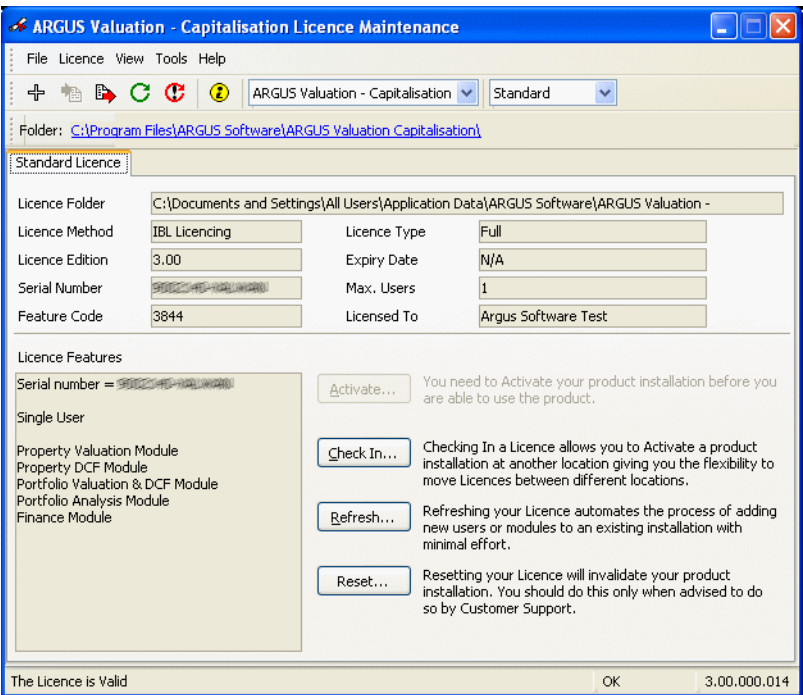 ARGUS Valuation - Capitalisation Licence Maintenance
File Licence View Tools Help
ARGUS Valuation - Capitalisation Standard
Folder: C:\Program Files\ARGUS Software\ARGUS Valuation Capitalisation\
Standard Licence
Licence Folder C:\Documents and Settings\All Users\Application Data\ARGUS Software\ARGUS Valuation -
Licence Method IBL Licencing Licence Type Full
Licence Edition 3.00 Expiry Date N/A
Serial Number Max. Users 1
Feature Code 3844 Licensed To Argus Software Test
Licence Features
Serial number =
Single User
Property Valuation Module
Property DCF Module
Portfolio Valuation & DCF Module
Portfolio Analysis Module
Finance Module
Activate... You need to Activate your product installation before you
are able to use the product.
Check In... Checking In a Licence allows you to Activate a product
installation at another location giving you the flexibility to
move Licences between different locations.
Refresh... Refreshing your Licence automates the process of adding
new users or modules to an existing installation with
minimal effort.
Reset... Resetting your Licence will invalidate your product
installation. You should do this only when advised to do
so by Customer Support.
The Licence is Valid OK 3.00.000.014